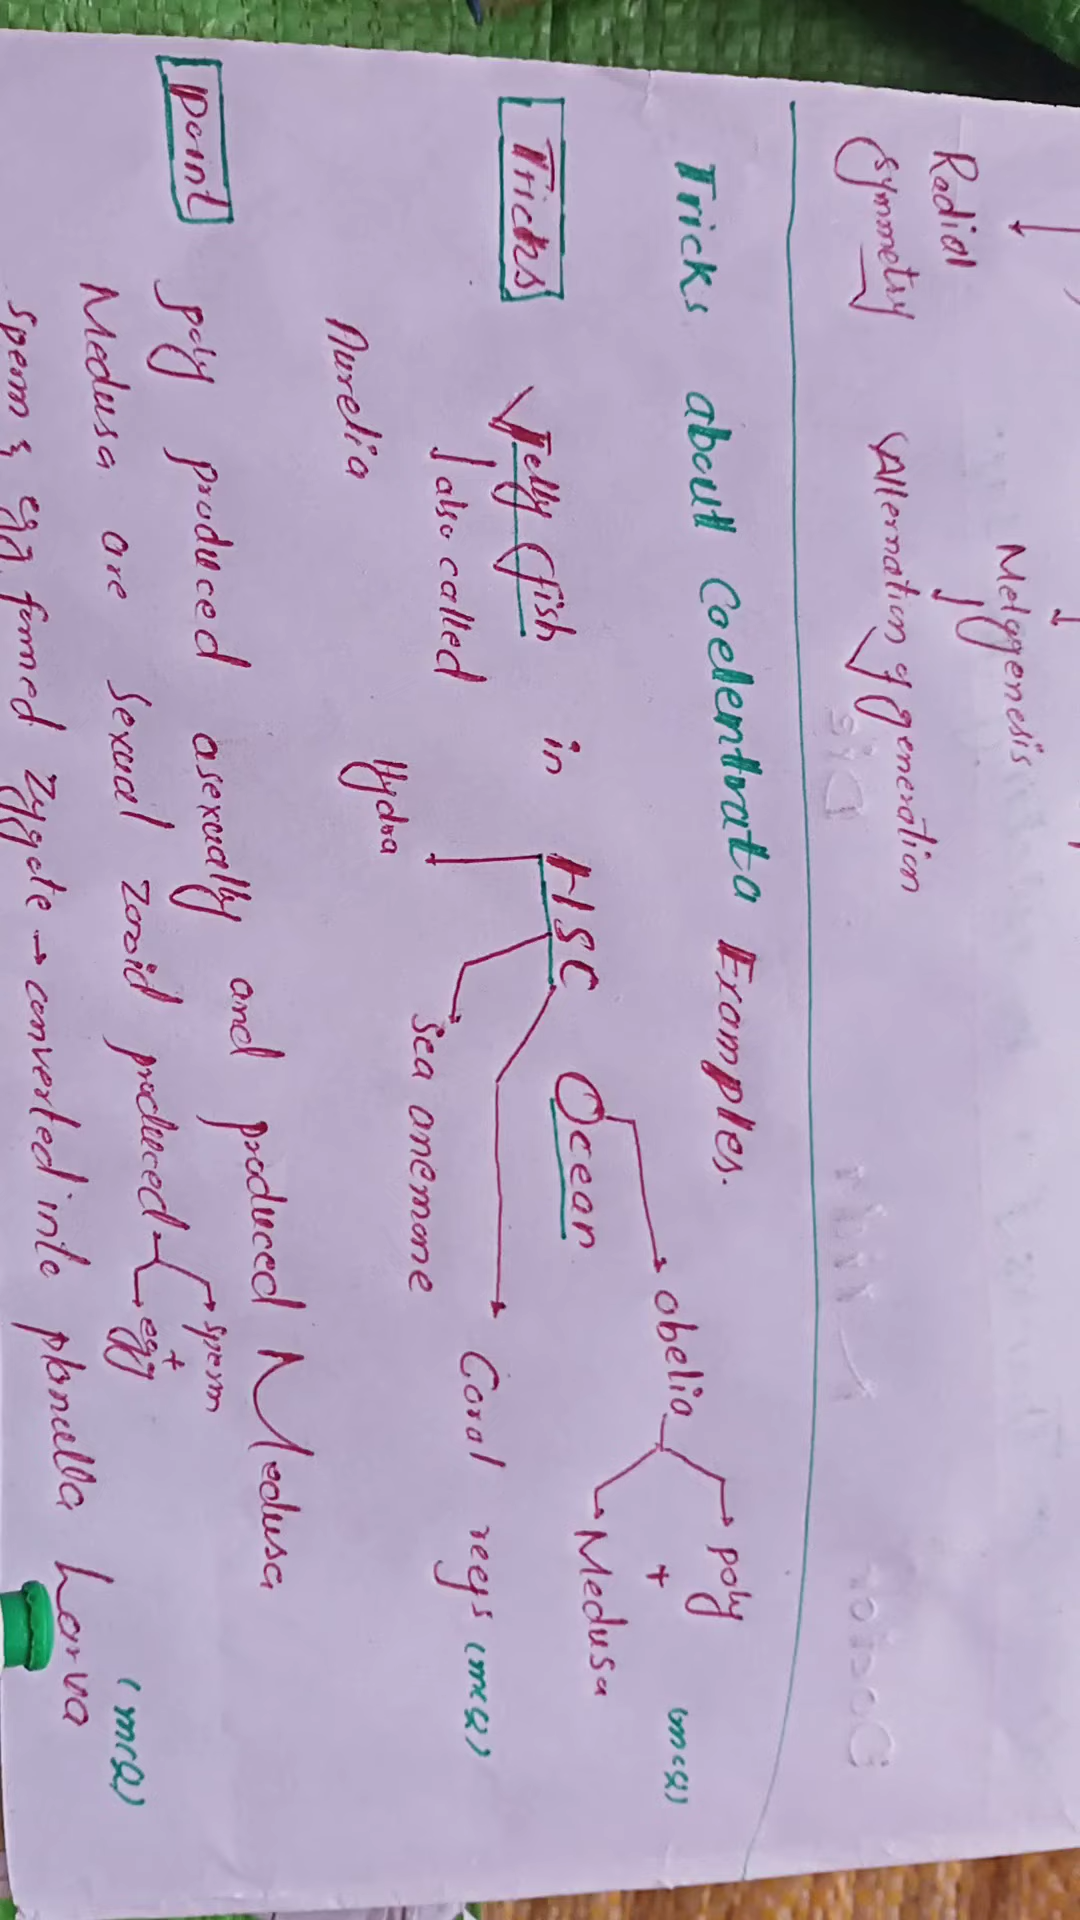 Metagenesis
Radial
symmetry
Alternation of generation
Tricks about Coelentrata Examples.
poly
+
Medusa
(mcq)
obelia
Tricks
Jelly fish in HSC Ocean
also called
Coral reefs (mcq)
Sea anemone
Aurelia
Hydra
point
poly produced asexually and produced Medusa
Medusa are sexual zooid produced
sperm
+
egg
(mcq)
sperm & egg formed zygote → converted into planulla Larva